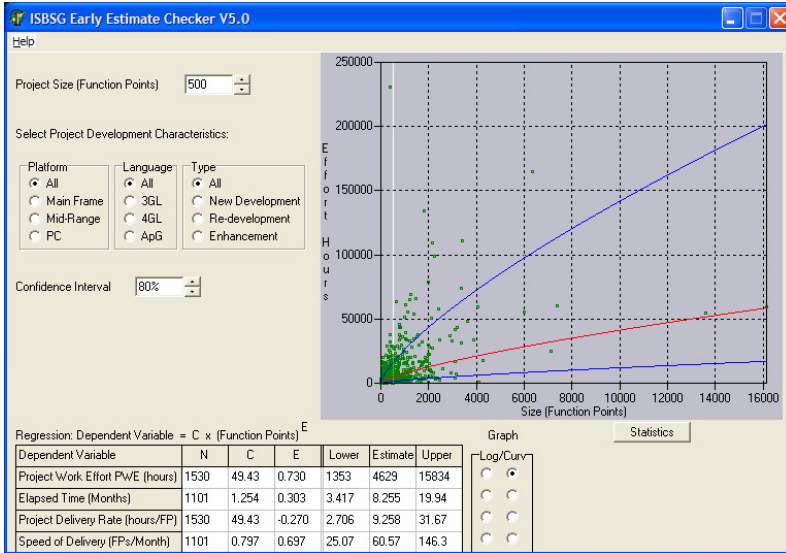 ISBSG Early Estimate Checker V5.0
Help
Project Size (Function Points) 500
Select Project Development Characteristics:
Platform Language Type
All All All
Main Frame 3GL New Development
Mid-Range 4GL Re-development
PC ApG Enhancement
Confidence Interval 80%
Effort Hours
250000
200000
150000
100000
50000
0
0 2000 4000 6000 8000 10000 12000 14000 16000
Size (Function Points)
Statistics
Regression: Dependent Variable = C x (Function Points)E
Graph
Log/Curv
Dependent Variable N C E Lower Estimate Upper
Project Work Effort PWE (hours) 1530 49.43 0.730 1353 4629 15834
Elapsed Time (Months) 1101 1.254 0.303 3.417 8.255 19.94
Project Delivery Rate (hours/FP) 1530 49.43 -0.270 2.706 9.258 31.67
Speed of Delivery (FPs/Month) 1101 0.797 0.697 25.07 60.57 146.3